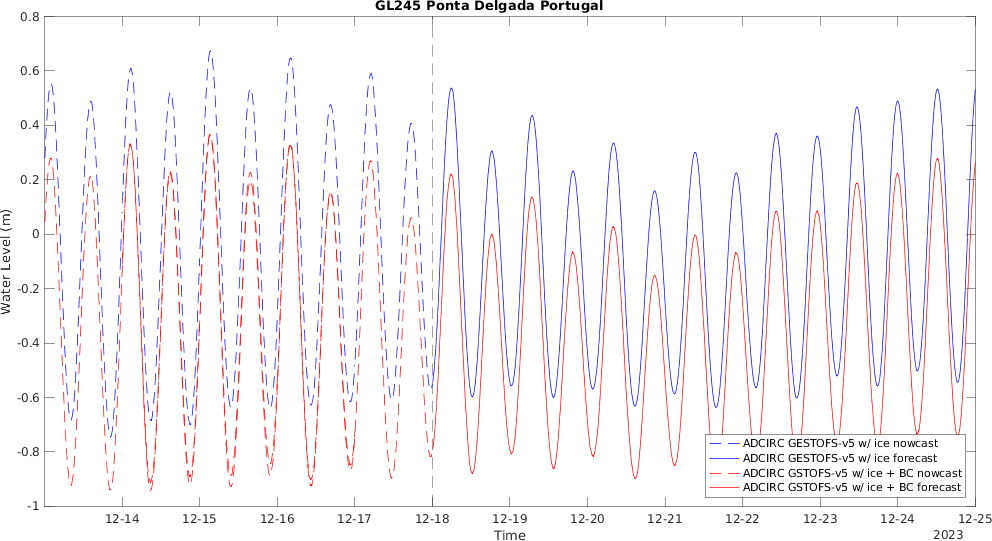 GL245 Ponta Delgada Portugal
0.8
0.6
0.4
0.2
0
-0.2
-0.4
-0.6
-0.8
-1
Water Level (m)
ADCIRC GESTOFS-v5 w/ ice nowcast
ADCIRC GESTOFS-v5 w/ ice forecast
ADCIRC GSTOFS-v5 w/ ice + BC nowcast
ADCIRC GSTOFS-v5 w/ ice + BC forecast
12-14 12-15 12-16 12-17 12-18 12-19 12-20 12-21 12-22 12-23 12-24 12-25
Time
2023